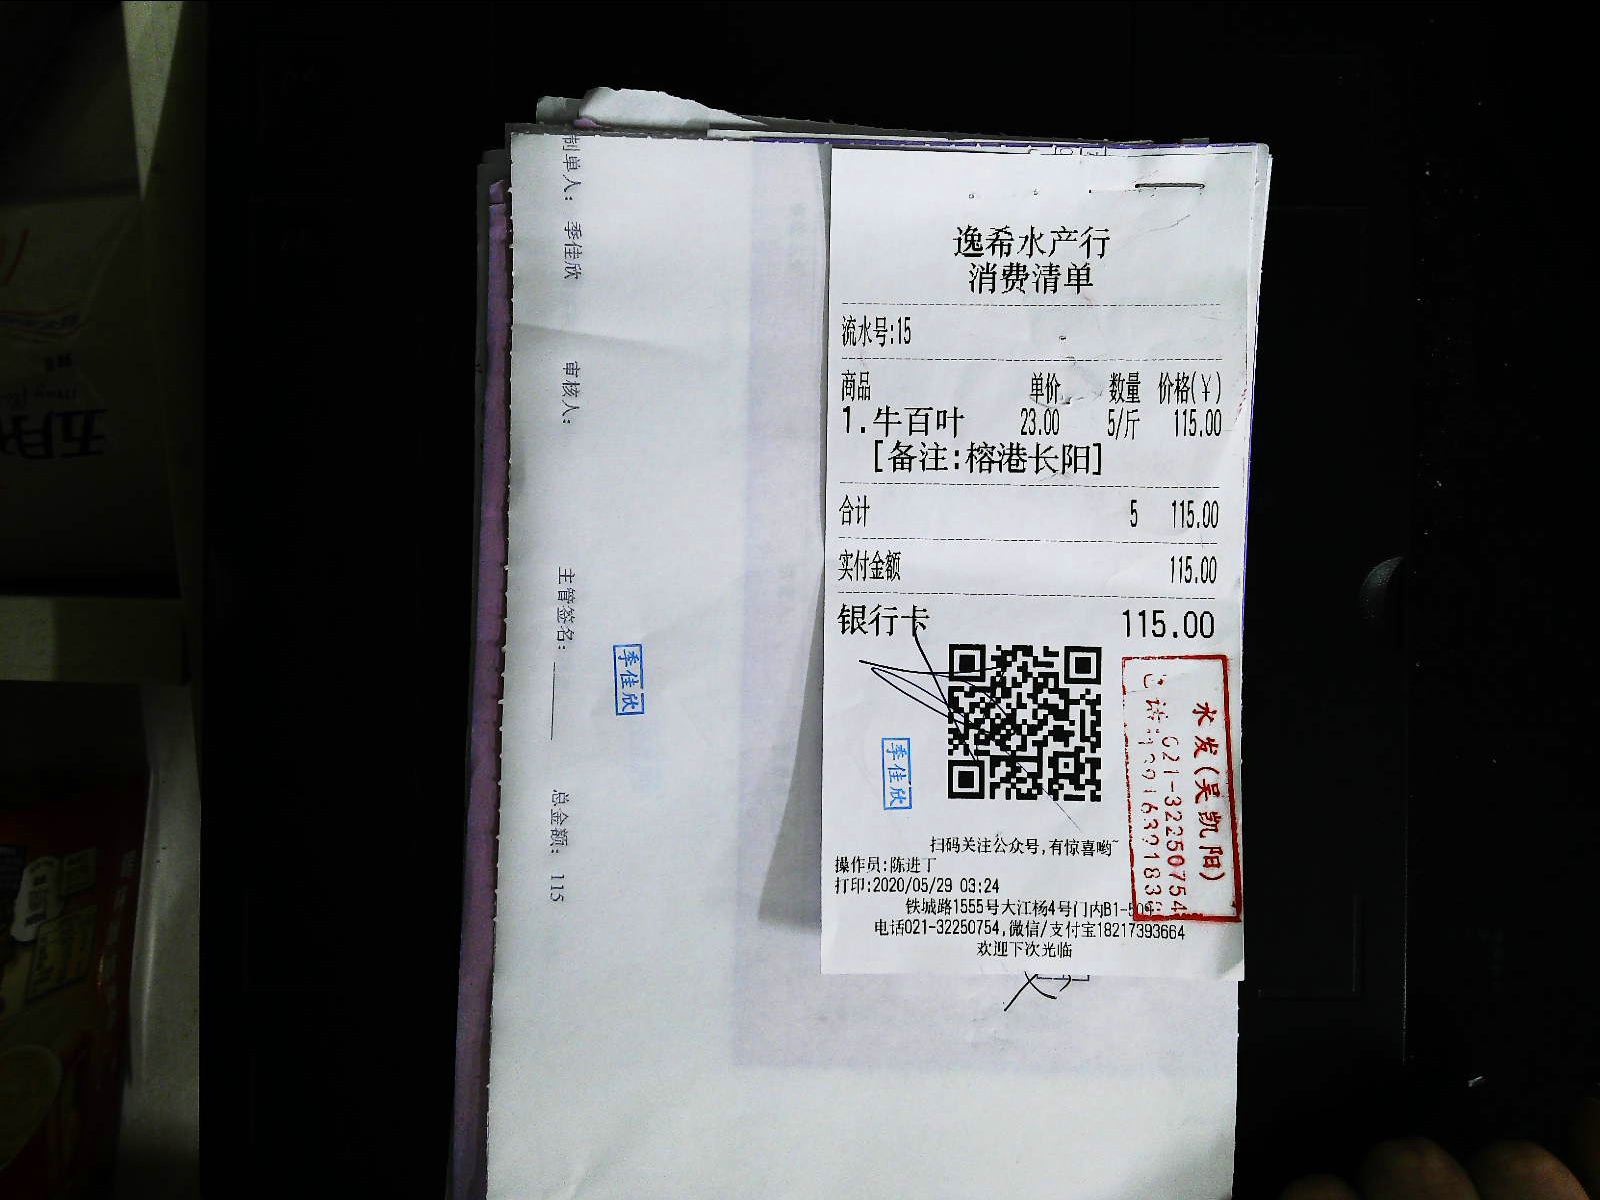 制单人: 季佳欣
审核人:
主管签名:
总金额: 115
季佳欣
逸希水产行
消费清单
流水号:15
商品 单价 数量 价格(¥)
1.牛百叶 23.00 5/斤 115.00
[备注:榕港长阳]
合计 5 115.00
实付金额 115.00
银行卡 115.00
季佳欣
水发(吴凯阳)
021-32250754
扫码关注公众号,有惊喜哟~
操作员:陈进丁
打印:2020/05/29 03:24
铁城路1555号大江杨4号门内B1-
电话021-32250754,微信/支付宝18217393664
欢迎下次光临